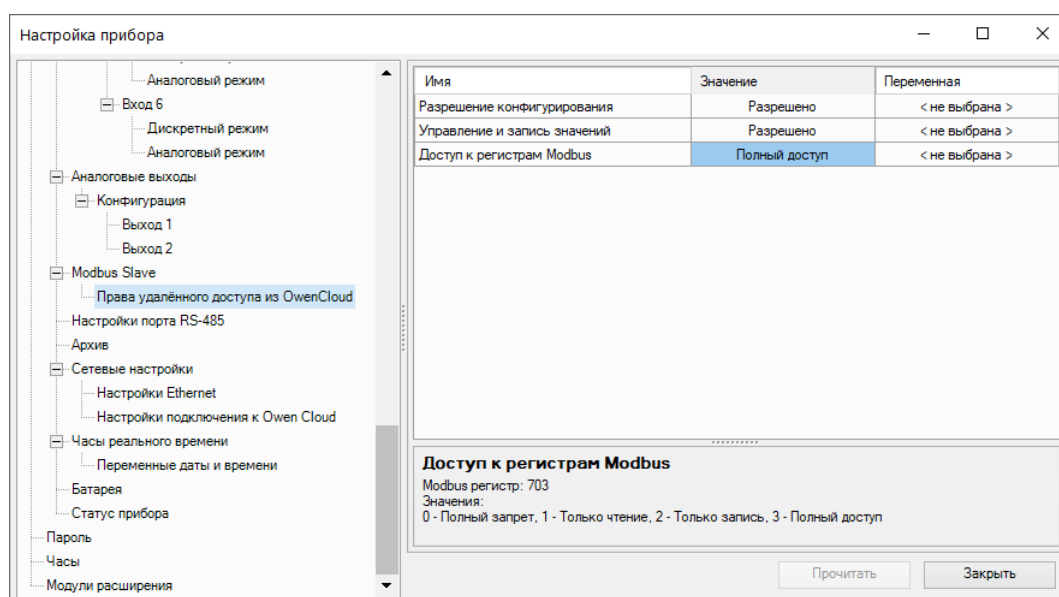 Настройка прибора
Аналоговый режим
Вход 6
Дискретный режим
Аналоговый режим
Аналоговые выходы
Конфигурация
Выход 1
Выход 2
Modbus Slave
Права удалённого доступа из OwenCloud
Настройки порта RS-485
Архив
Сетевые настройки
Настройки Ethernet
Настройки подключения к Owen Cloud
Часы реального времени
Переменные даты и времени
Батарея
Статус прибора
Пароль
Часы
Модули расширения
Имя Значение Переменная
Разрешение конфигурирования Разрешено < не выбрана >
Управление и запись значений Разрешено < не выбрана >
Доступ к регистрам Modbus Полный доступ < не выбрана >
Доступ к регистрам Modbus
Modbus регистр: 703
Значения:
0 - Полный запрет, 1 - Только чтение, 2 - Только запись, 3 - Полный доступ
Прочитать Закрыть